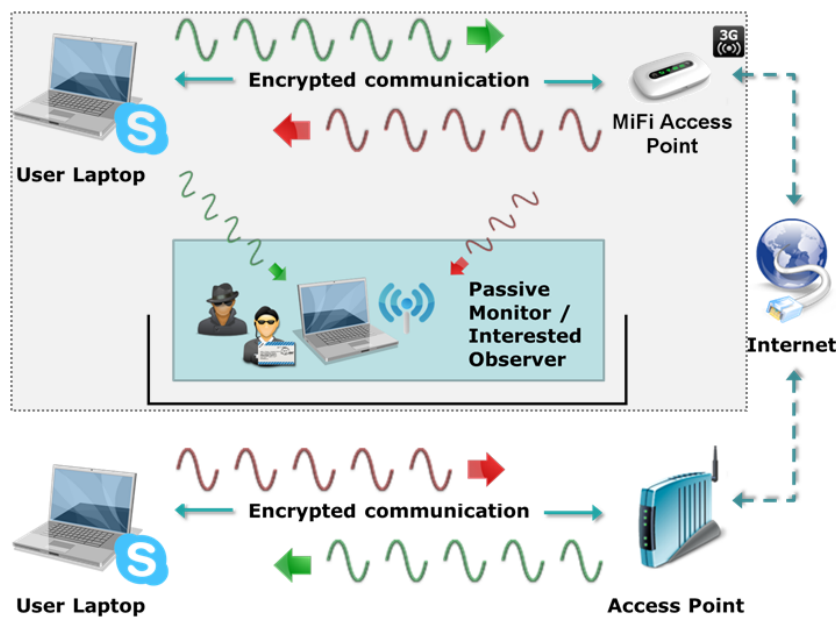 3G
Encrypted communication
S
MiFi Access
Point
User Laptop
Passive
Monitor /
Interested
Observer
Internet
Encrypted communication
S
User Laptop
Access Point